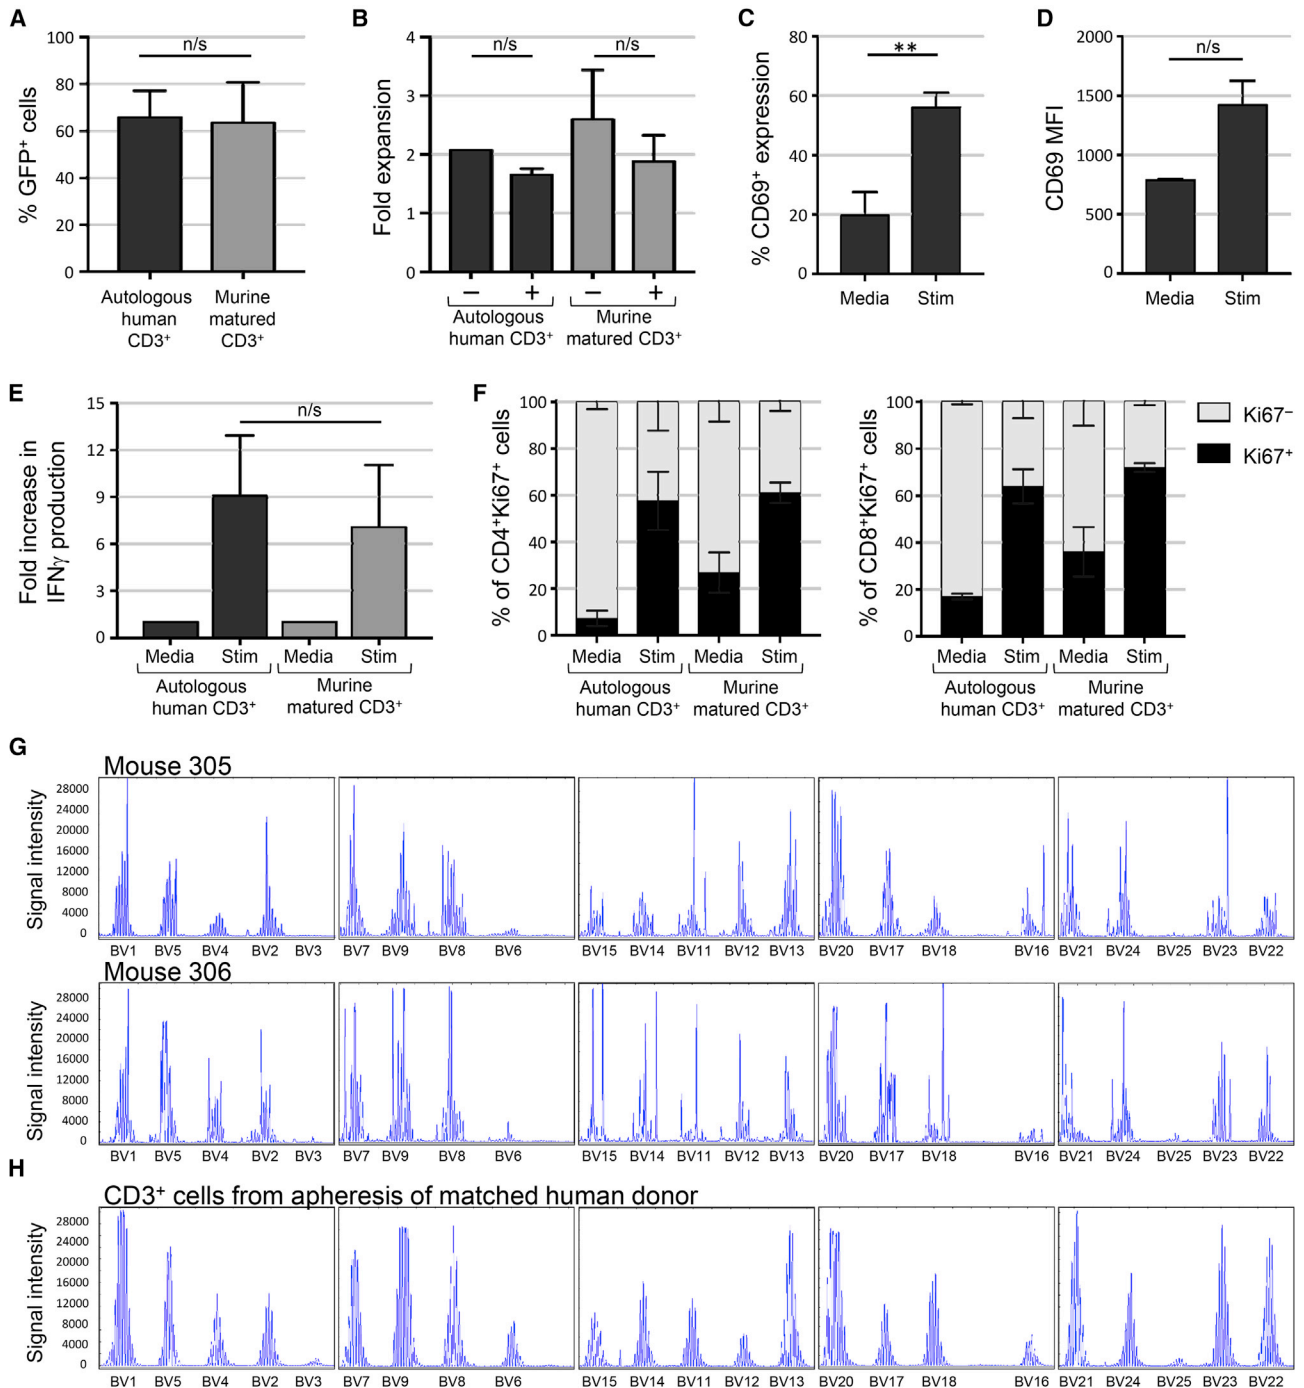 A
% GFP⁺ cells
100
80
60
40
20
0
n/s
Autologous
human
CD3⁺
Murine
matured
CD3⁺
B
Fold expansion
4
3
2
1
0
n/s
n/s
− + − +
Autologous
human CD3⁺
Murine
matured CD3⁺
C
% CD69⁺ expression
80
60
40
20
0
**
Media Stim
D
CD69 MFI
2000
1500
1000
500
0
n/s
Media Stim
E
Fold increase in
IFNγ production
15
12
9
6
3
0
n/s
Media Stim Media Stim
Autologous
human CD3⁺
Murine
matured CD3⁺
F
% of CD4⁺Ki67⁺ cells
100
80
60
40
20
0
Media Stim Media Stim
Autologous
human CD3⁺
Murine
matured CD3⁺
% of CD8⁺Ki67⁺ cells
100
80
60
40
20
0
Media Stim Media Stim
Autologous
human CD3⁺
Murine
matured CD3⁺
Ki67⁻
Ki67⁺
G
Mouse 305
Signal intensity
28000
24000
20000
16000
12000
8000
4000
0
BV1 BV5 BV4 BV2 BV3 BV7 BV9 BV8 BV6 BV15 BV14 BV11 BV12 BV13 BV20 BV17 BV18 BV16 BV21 BV24 BV25 BV23 BV22
Mouse 306
Signal intensity
28000
24000
20000
16000
12000
8000
4000
0
BV1 BV5 BV4 BV2 BV3 BV7 BV9 BV8 BV6 BV15 BV14 BV11 BV12 BV13 BV20 BV17 BV18 BV16 BV21 BV24 BV25 BV23 BV22
H
CD3⁺ cells from apheresis of matched human donor
Signal intensity
28000
24000
20000
16000
12000
8000
4000
0
BV1 BV5 BV4 BV2 BV3 BV7 BV9 BV8 BV6 BV15 BV14 BV11 BV12 BV13 BV20 BV17 BV18 BV16 BV21 BV24 BV25 BV23 BV22